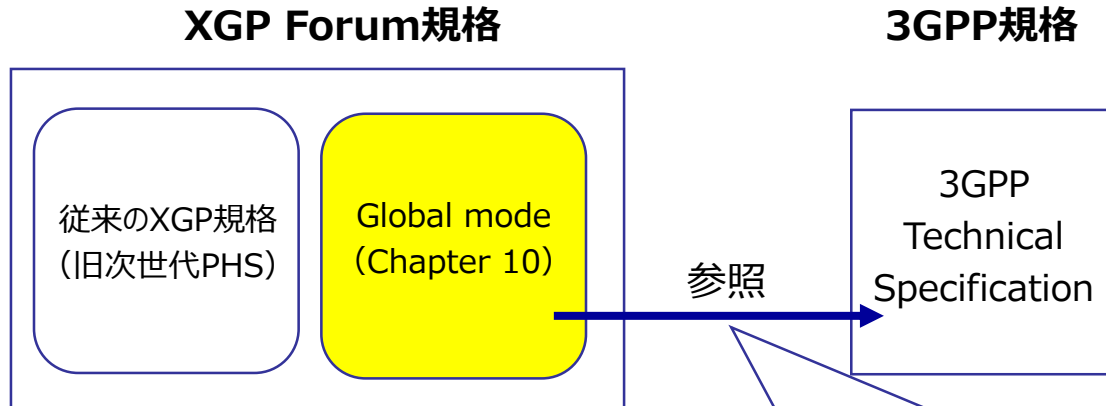 XGP Forum規格
3GPP規格
従来のXGP規格
（旧次世代PHS）
Global mode
（Chapter 10）
参照
3GPP
Technical
Specification